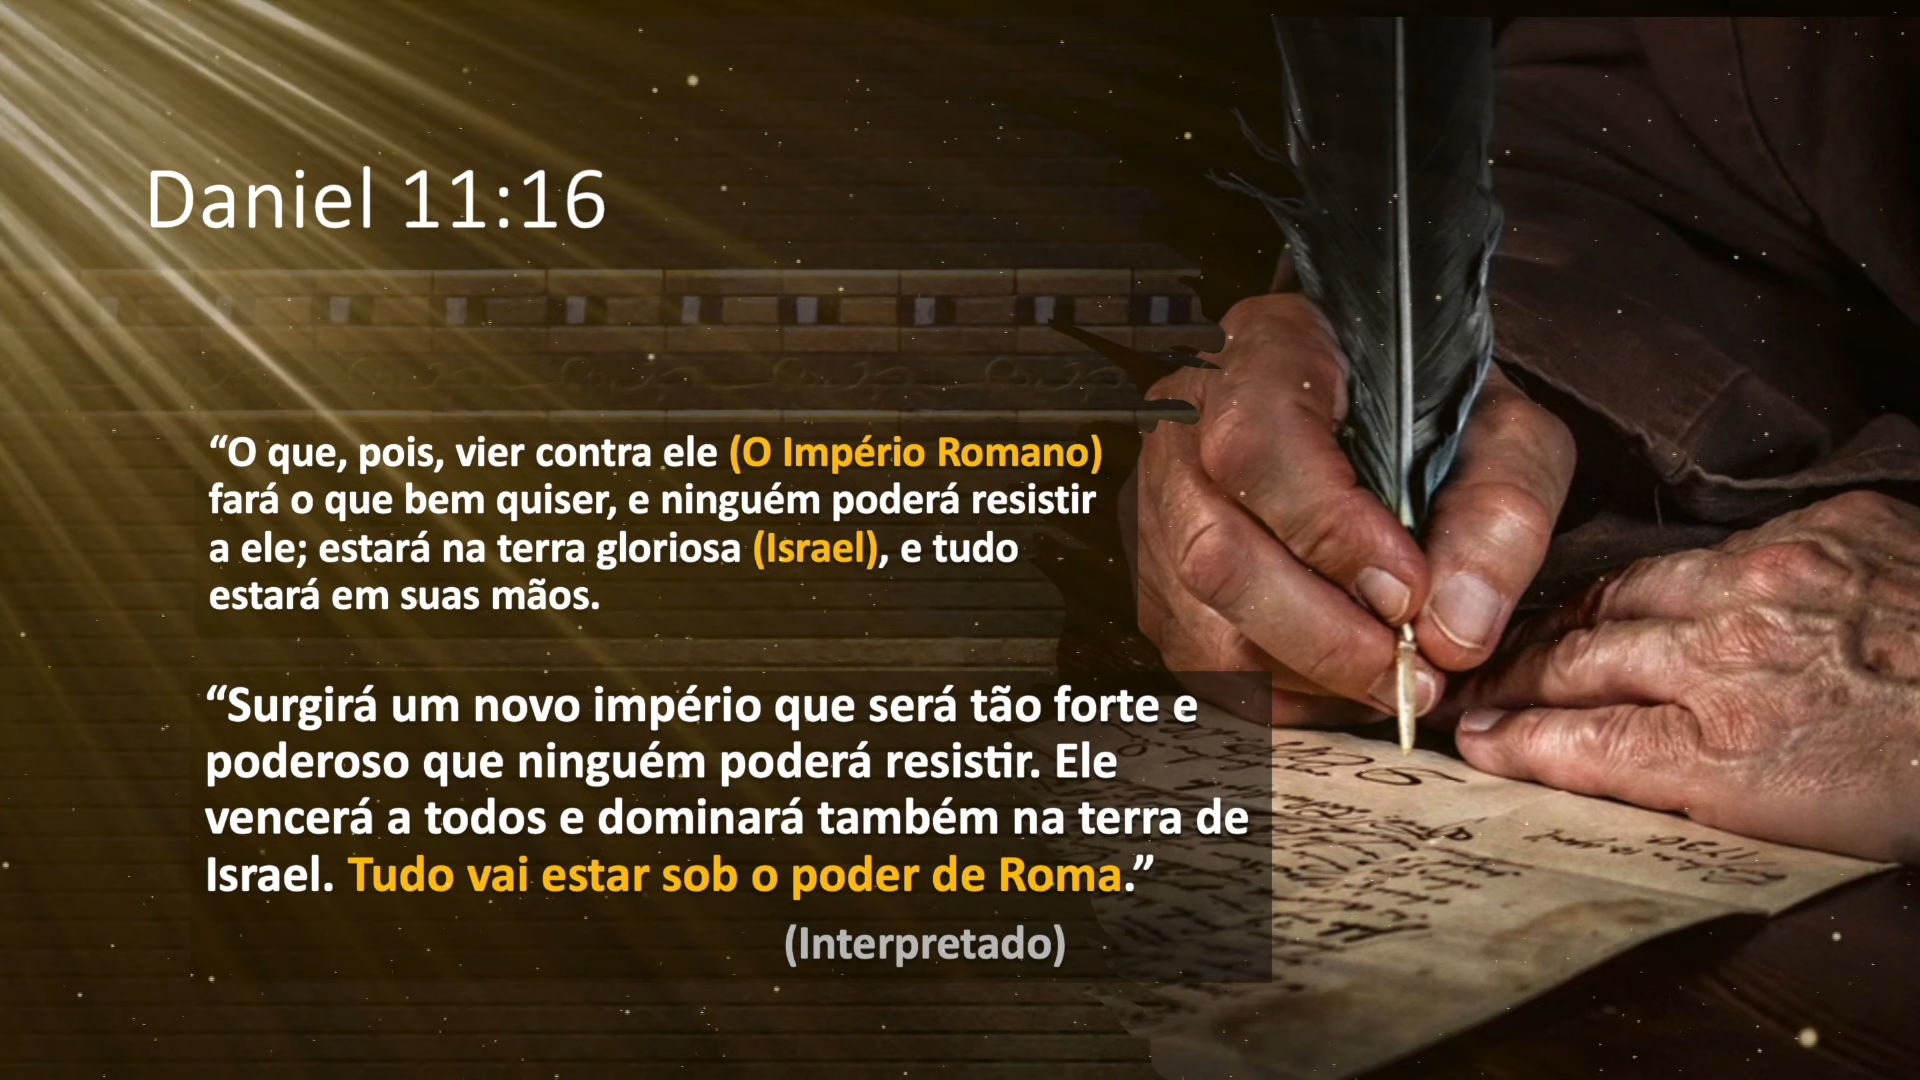 Daniel 11:16
“O que, pois, vier contra ele (O Império Romano)
fará o que bem quiser, e ninguém poderá resistir
a ele; estará na terra gloriosa (Israel), e tudo
estará em suas mãos.
“Surgirá um novo império que será tão forte e
poderoso que ninguém poderá resistir. Ele
vencerá a todos e dominará também na terra de
Israel. Tudo vai estar sob o poder de Roma.”
(Interpretado)